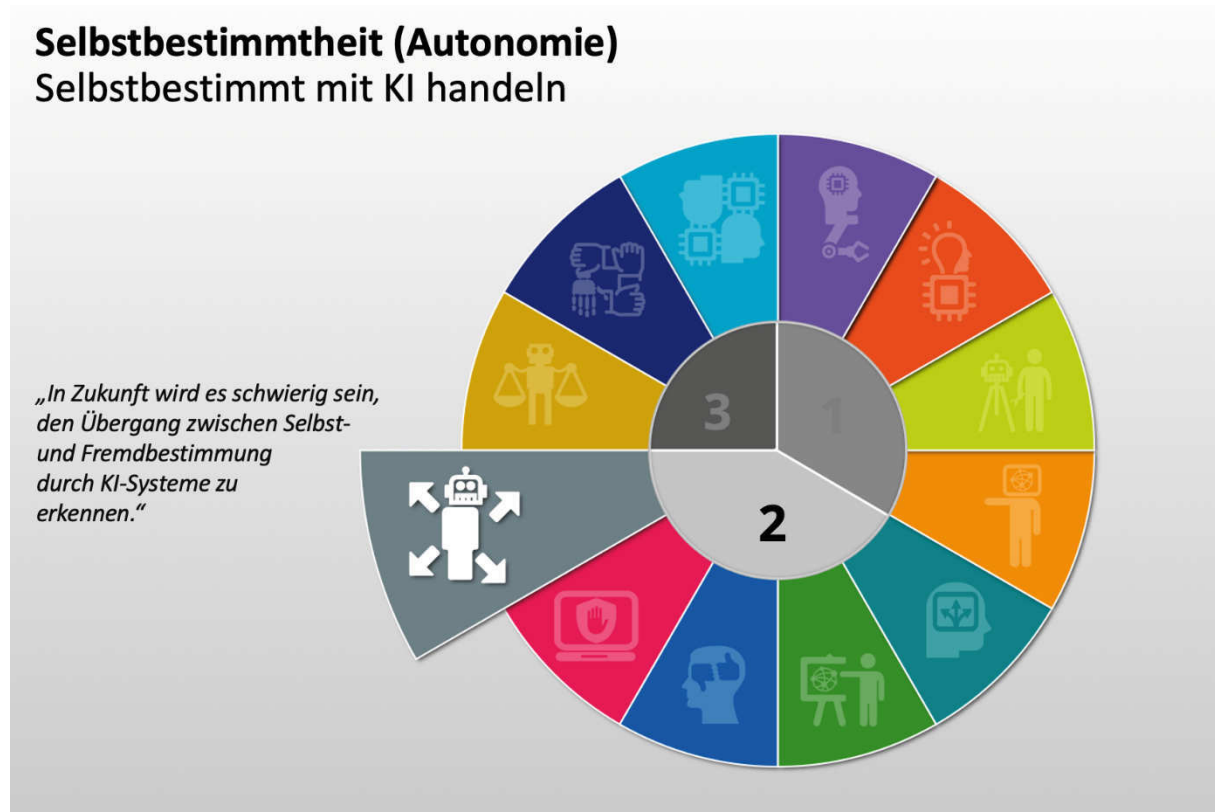 Selbstbestimmtheit (Autonomie)
Selbstbestimmt mit KI handeln
„In Zukunft wird es schwierig sein,
den Übergang zwischen Selbst-
und Fremdbestimmung
durch KI-Systeme zu
erkennen.“
3
1
2